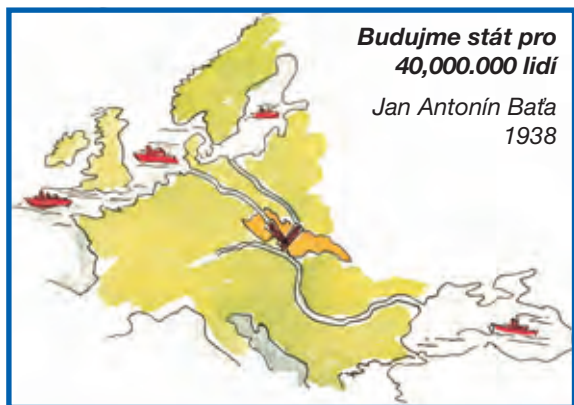 Budujme stát pro
40,000.000 lidí
Jan Antonín Baťa
1938